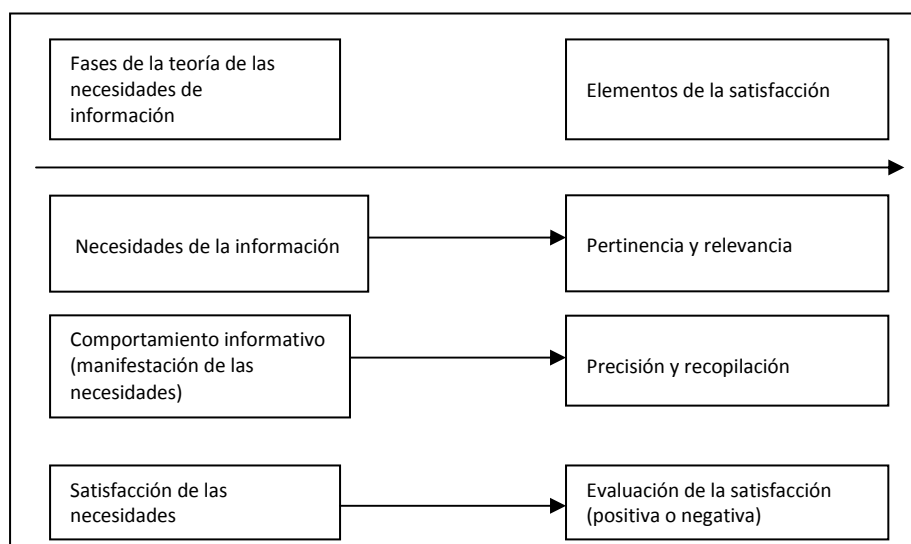 Fases de la teoría de las
necesidades de
información
Elementos de la satisfacción
Necesidades de la información
Pertinencia y relevancia
Comportamiento informativo
(manifestación de las
necesidades)
Precisión y recopilación
Satisfacción de las
necesidades
Evaluación de la satisfacción
(positiva o negativa)